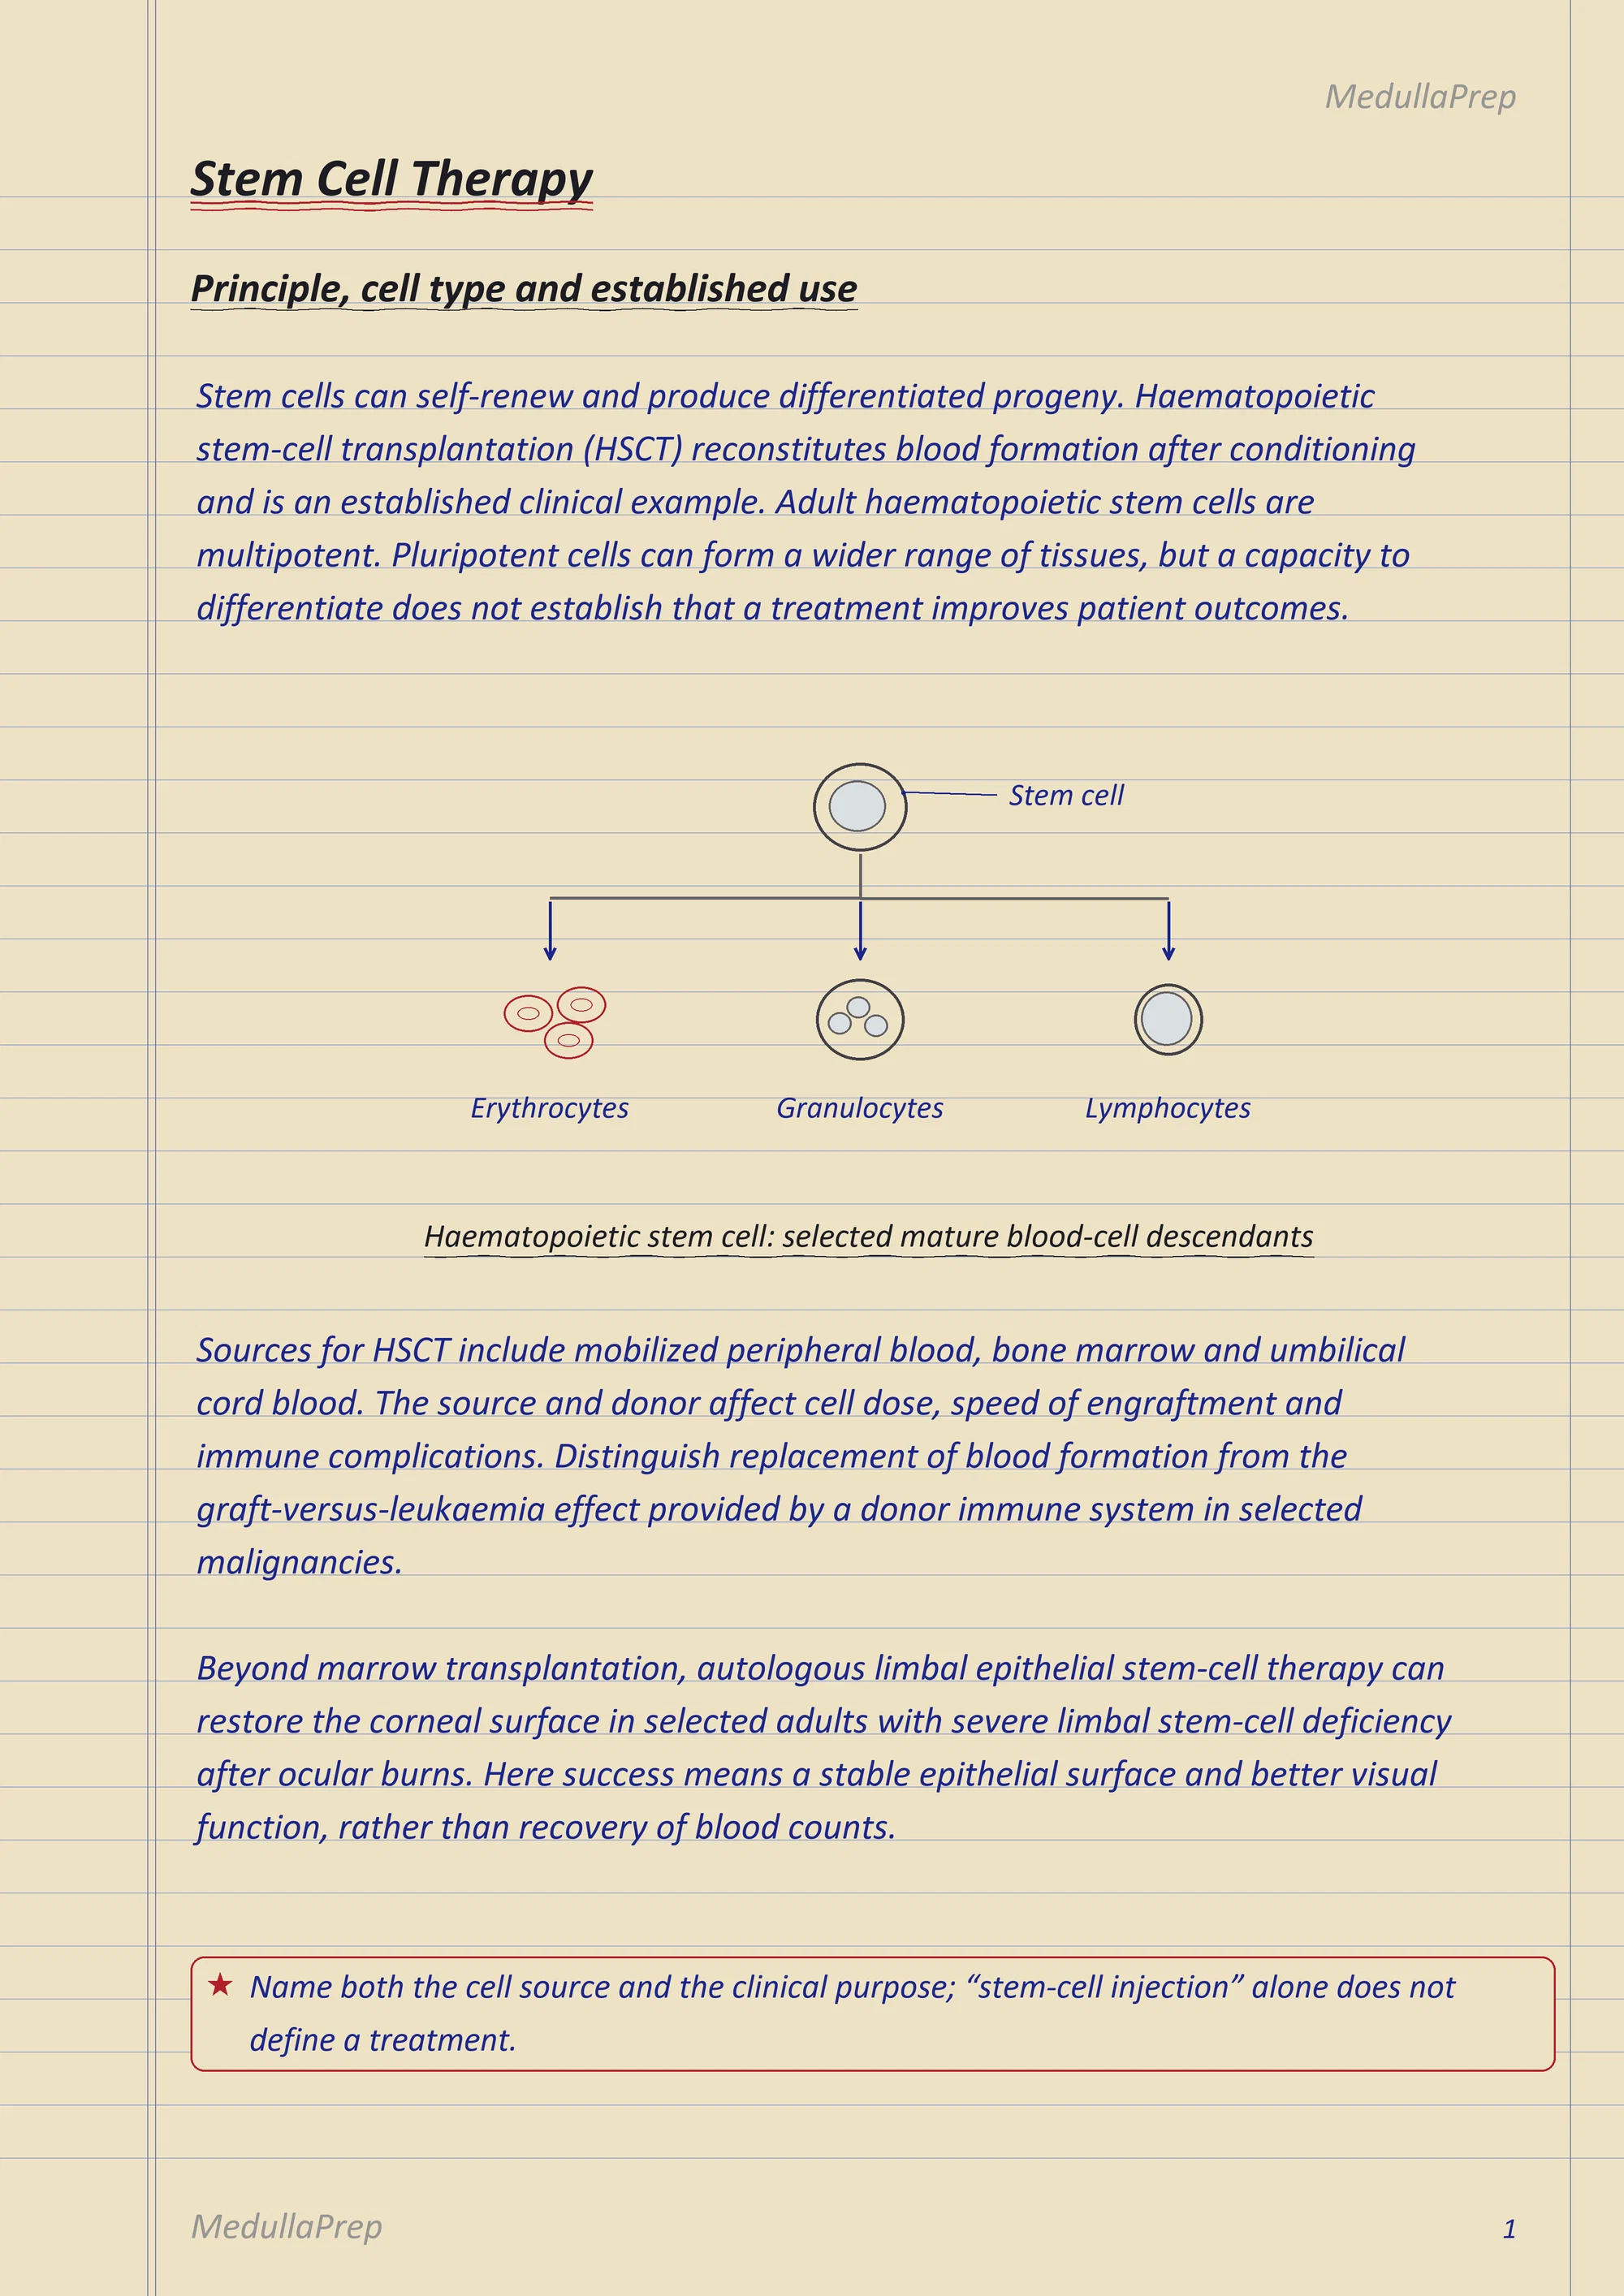 MedullaPrep
Stem Cell Therapy
Principle, cell type and established use
Stem cells can self-renew and produce differentiated progeny. Haematopoietic
stem-cell transplantation (HSCT) reconstitutes blood formation after conditioning
and is an established clinical example. Adult haematopoietic stem cells are
multipotent. Pluripotent cells can form a wider range of tissues, but a capacity to
differentiate does not establish that a treatment improves patient outcomes.
Stem cell
Erythrocytes Granulocytes Lymphocytes
Haematopoietic stem cell: selected mature blood-cell descendants
Sources for HSCT include mobilized peripheral blood, bone marrow and umbilical
cord blood. The source and donor affect cell dose, speed of engraftment and
immune complications. Distinguish replacement of blood formation from the
graft-versus-leukaemia effect provided by a donor immune system in selected
malignancies.
Beyond marrow transplantation, autologous limbal epithelial stem-cell therapy can
restore the corneal surface in selected adults with severe limbal stem-cell deficiency
after ocular burns. Here success means a stable epithelial surface and better visual
function, rather than recovery of blood counts.
★ Name both the cell source and the clinical purpose; “stem-cell injection” alone does not
define a treatment.
MedullaPrep 1